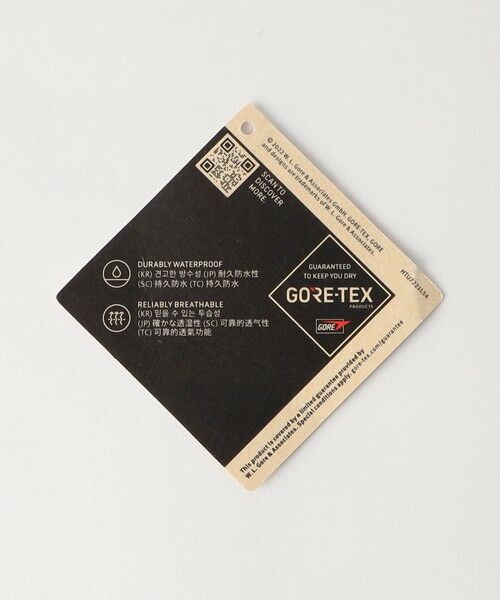 © 2022 W. L. Gore & Associates GmbH. GORE-TEX, GORE
and designs are trademarks of W. L. Gore & Associates.
SCAN TO
DISCOVER
MORE.
DURABLY WATERPROOF
(KR) 견고한 방수성 (JP) 耐久防水性
(SC) 持久防水 (TC) 持久防水
RELIABLY BREATHABLE
(KR) 믿을 수 있는 투습성
(JP) 確かな透湿性 (SC) 可靠的透气性
(TC) 可靠的透氣功能
GUARANTEED
TO KEEP YOU DRY
GORE-TEX
PRODUCTS
GORE
This product is covered by a limited guarantee provided by
W. L. Gore & Associates. Special conditions apply. gore-tex.com/guarantee